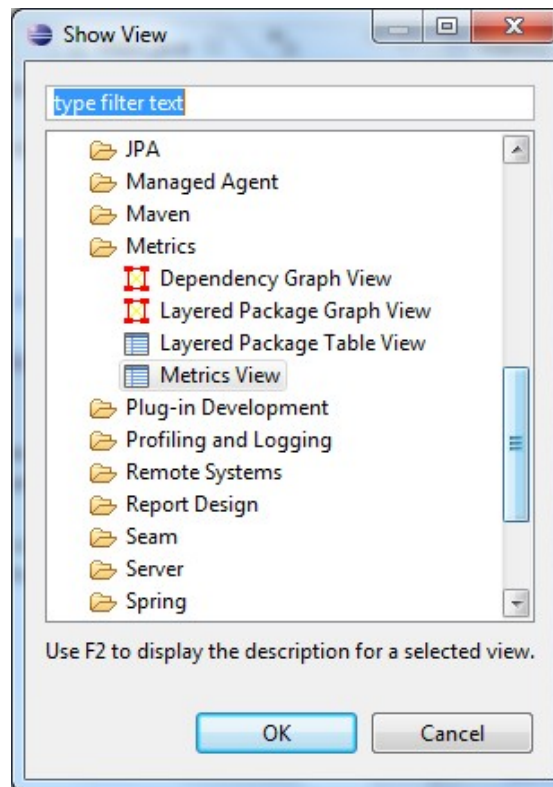 Show View
type filter text
JPA
Managed Agent
Maven
Metrics
Dependency Graph View
Layered Package Graph View
Layered Package Table View
Metrics View
Plug-in Development
Profiling and Logging
Remote Systems
Report Design
Seam
Server
Spring
Use F2 to display the description for a selected view.
OK
Cancel